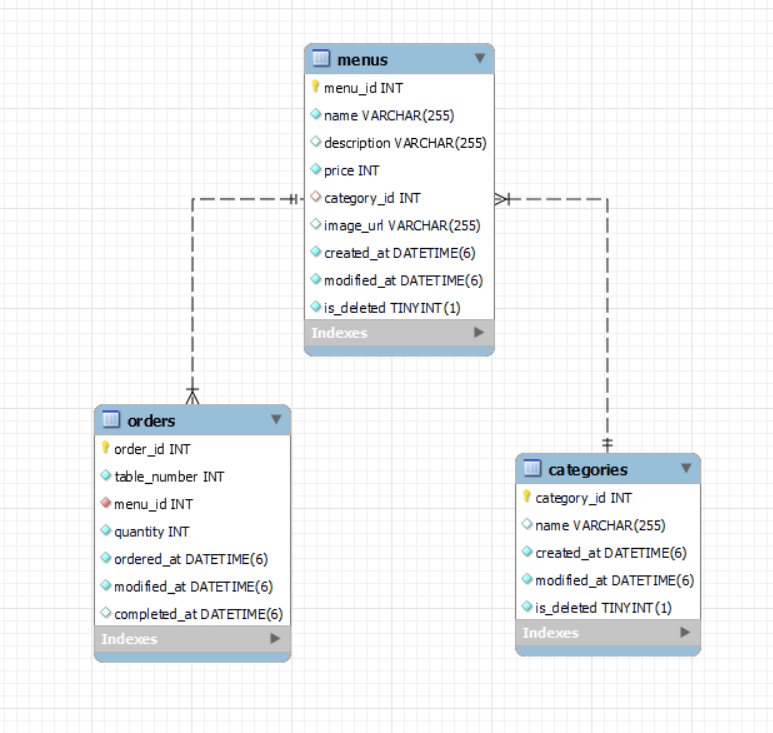 menus
menu_id INT
name VARCHAR(255)
description VARCHAR(255)
price INT
category_id INT
image_url VARCHAR(255)
created_at DATETIME(6)
modified_at DATETIME(6)
is_deleted TINYINT(1)
Indexes
orders
order_id INT
table_number INT
menu_id INT
quantity INT
ordered_at DATETIME(6)
modified_at DATETIME(6)
completed_at DATETIME(6)
Indexes
categories
category_id INT
name VARCHAR(255)
created_at DATETIME(6)
modified_at DATETIME(6)
is_deleted TINYINT(1)
Indexes